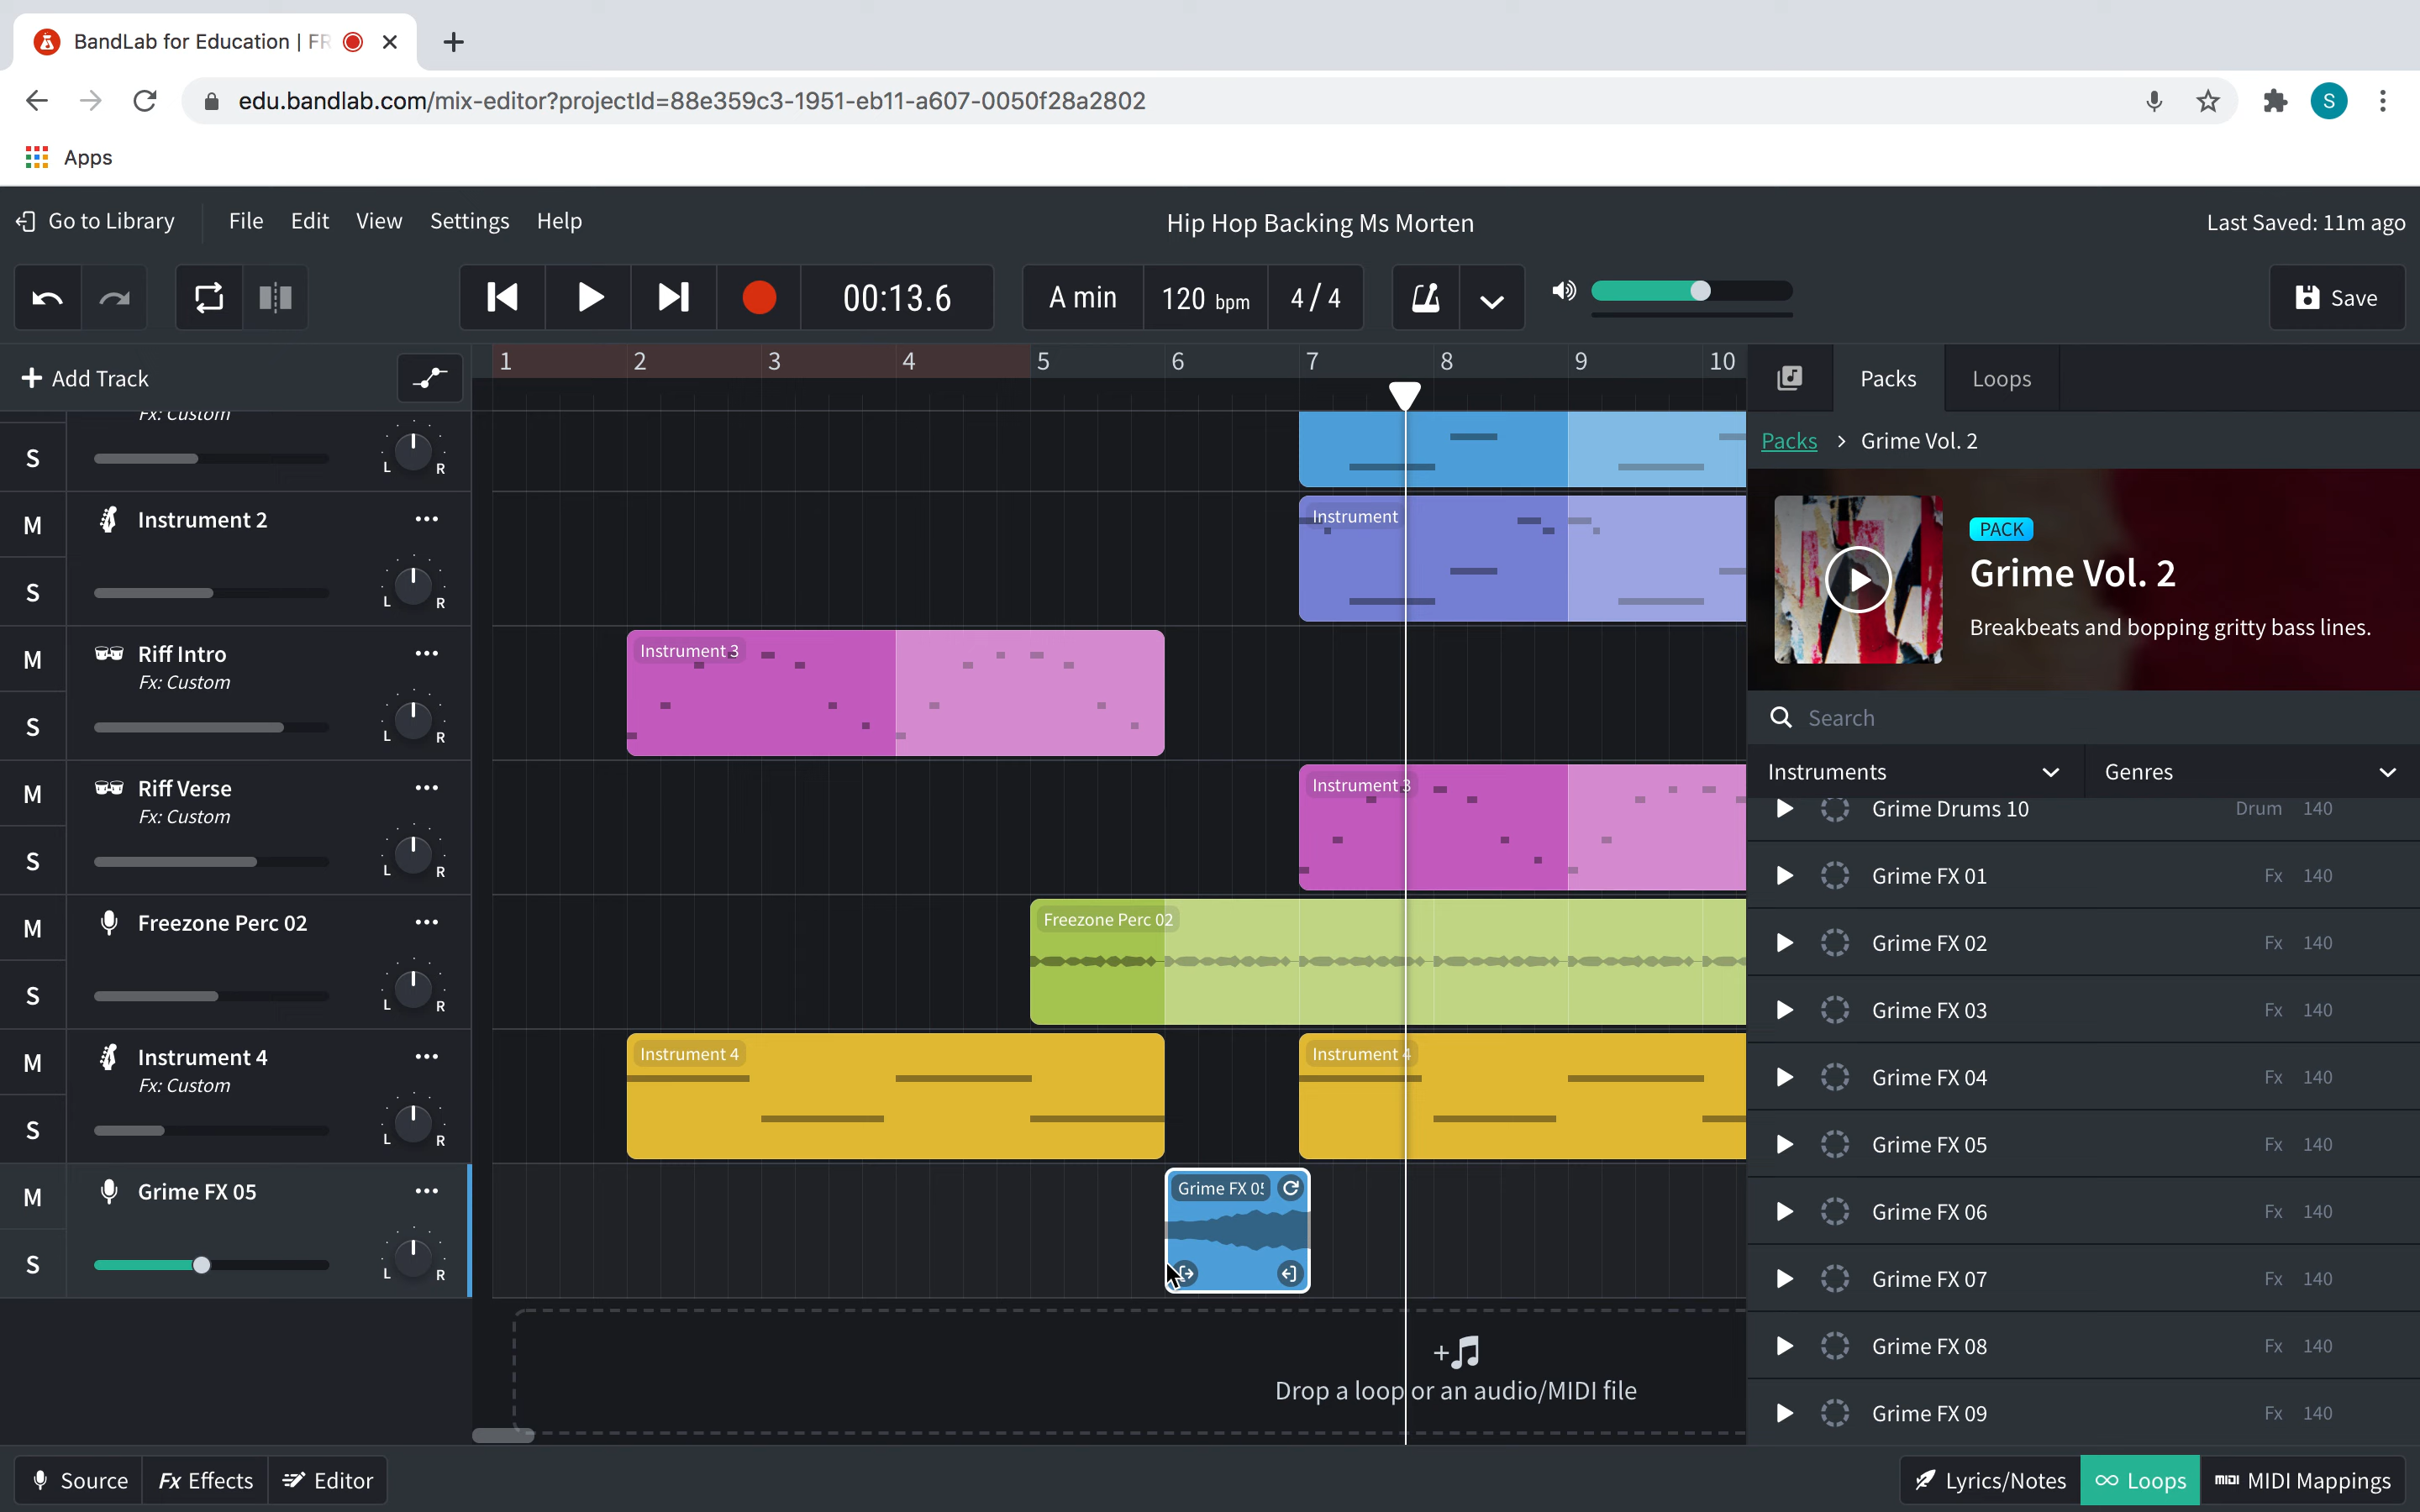 BandLab for Education | FR
edu.bandlab.com/mix-editor?projectId=88e359c3-1951-eb11-a607-0050f28a2802
S
Apps
Go to Library
File
Edit
View
Settings
Help
Hip Hop Backing Ms Morten
Last Saved: 11m ago
00:13.6
A min
120 bpm
4 / 4
Save
+ Add Track
1 2 3 4 5 6 7 8 9 10
Packs
Loops
Packs > Grime Vol. 2
Fx: Custom
S
L R
M
Instrument 2
S
L R
Instrument
M
Riff Intro
Fx: Custom
S
L R
Instrument 3
M
Riff Verse
Fx: Custom
S
L R
Instrument 3
M
Freezone Perc 02
S
L R
Freezone Perc 02
M
Instrument 4
Fx: Custom
S
L R
Instrument 4
Instrument 4
M
Grime FX 05
S
L R
Grime FX 05
Drop a loop or an audio/MIDI file
PACK
Grime Vol. 2
Breakbeats and bopping gritty bass lines.
Search
Instruments
Genres
Grime Drums 10 Drum 140
Grime FX 01 Fx 140
Grime FX 02 Fx 140
Grime FX 03 Fx 140
Grime FX 04 Fx 140
Grime FX 05 Fx 140
Grime FX 06 Fx 140
Grime FX 07 Fx 140
Grime FX 08 Fx 140
Grime FX 09 Fx 140
Source
Fx Effects
Editor
Lyrics/Notes
Loops
MIDI MIDI Mappings